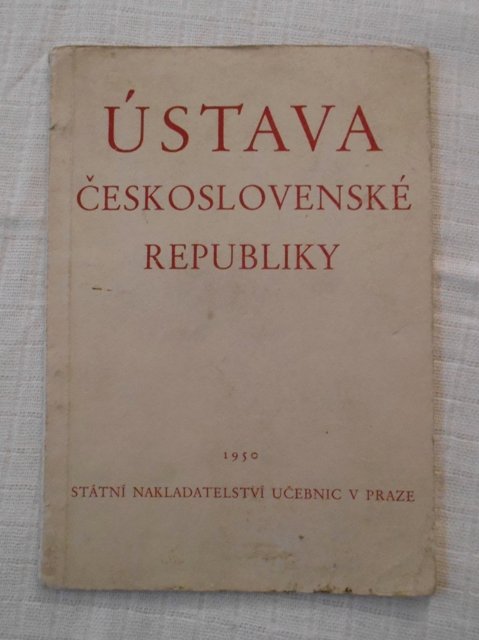 ÚSTAVA
ČESKOSLOVENSKÉ
REPUBLIKY
1950
STÁTNÍ NAKLADATELSTVÍ UČEBNIC V PRAZE